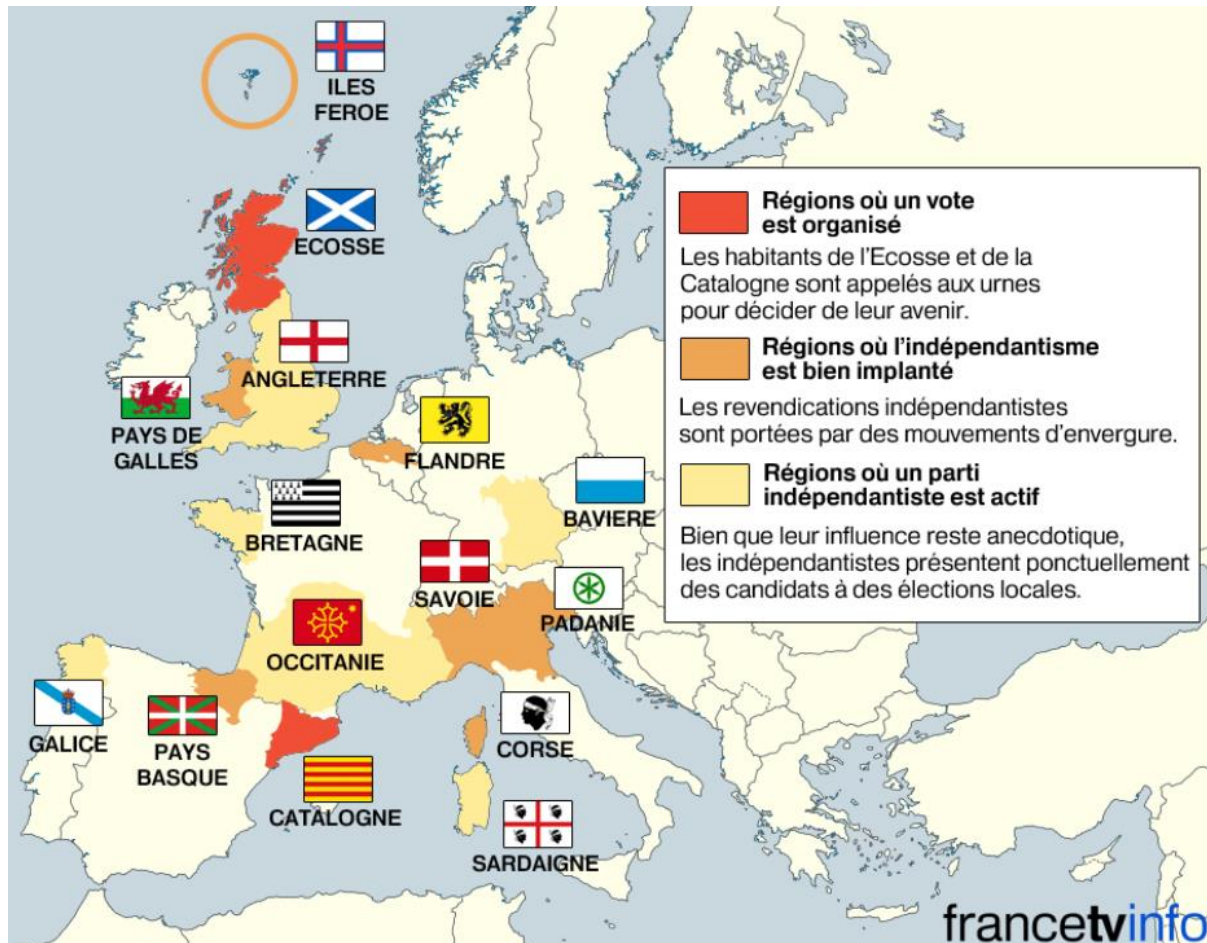 ILES
FEROE
ECOSSE
ANGLETERRE
PAYS DE
GALLES
FLANDRE
BRETAGNE
BAVIERE
SAVOIE
PADANIE
OCCITANIE
GALICE
PAYS
BASQUE
CORSE
CATALOGNE
SARDAIGNE
Régions où un vote
est organisé
Les habitants de l'Ecosse et de la
Catalogne sont appelés aux urnes
pour décider de leur avenir.
Régions où l'indépendantisme
est bien implanté
Les revendications indépendantistes
sont portées par des mouvements d'envergure.
Régions où un parti
indépendantiste est actif
Bien que leur influence reste anecdotique,
les indépendantistes présentent ponctuellement
des candidats à des élections locales.
francetvinfo